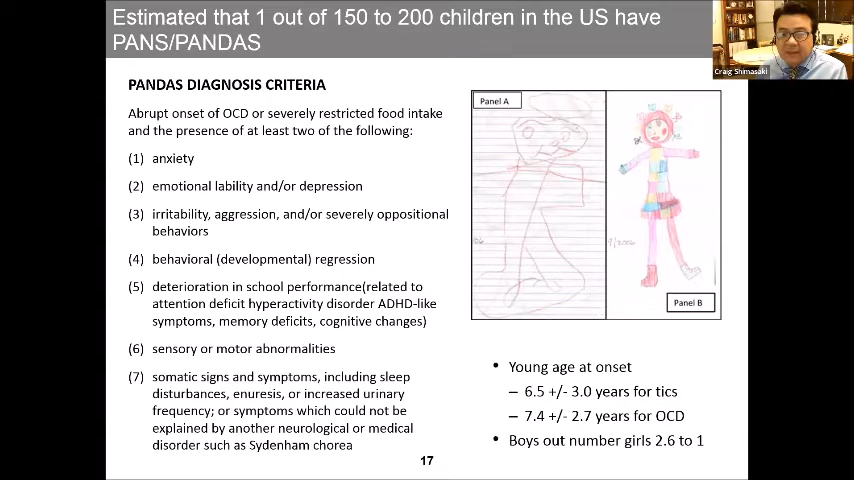 Estimated that 1 out of 150 to 200 children in the US have
PANS/PANDAS
Craig Shimasaki
PANDAS DIAGNOSIS CRITERIA
Abrupt onset of OCD or severely restricted food intake
and the presence of at least two of the following:
(1) anxiety
(2) emotional lability and/or depression
(3) irritability, aggression, and/or severely oppositional
behaviors
(4) behavioral (developmental) regression
(5) deterioration in school performance(related to
attention deficit hyperactivity disorder ADHD-like
symptoms, memory deficits, cognitive changes)
(6) sensory or motor abnormalities
(7) somatic signs and symptoms, including sleep
disturbances, enuresis, or increased urinary
frequency; or symptoms which could not be
explained by another neurological or medical
disorder such as Sydenham chorea
Panel A
Panel B
• Young age at onset
– 6.5 +/- 3.0 years for tics
– 7.4 +/- 2.7 years for OCD
• Boys out number girls 2.6 to 1
17